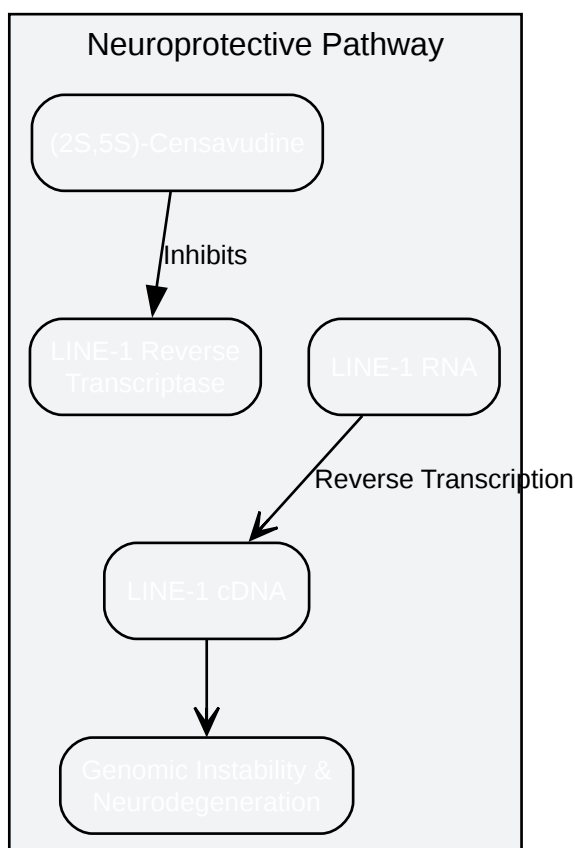 Neuroprotective Pathway
(2S,5S)-Censavudine
Inhibits
LINE-1 Reverse
Transcriptase
LINE-1 RNA
Reverse Transcription
LINE-1 cDNA
Genomic Instability &
Neurodegeneration